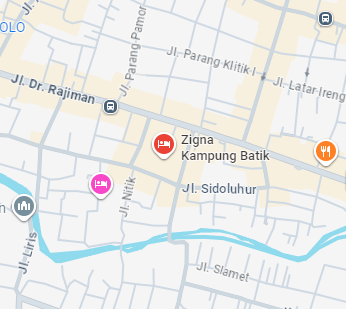 OLO
Jl. Parang Pamor
Jl. Parang Klitik I
Jl. Latar Ireng
Jl. Dr. Rajiman
Zigna
Kampung Batik
Jl. Nitik
Jl. Sidoluhur
n
Jl. Liris
Jl. Slamet